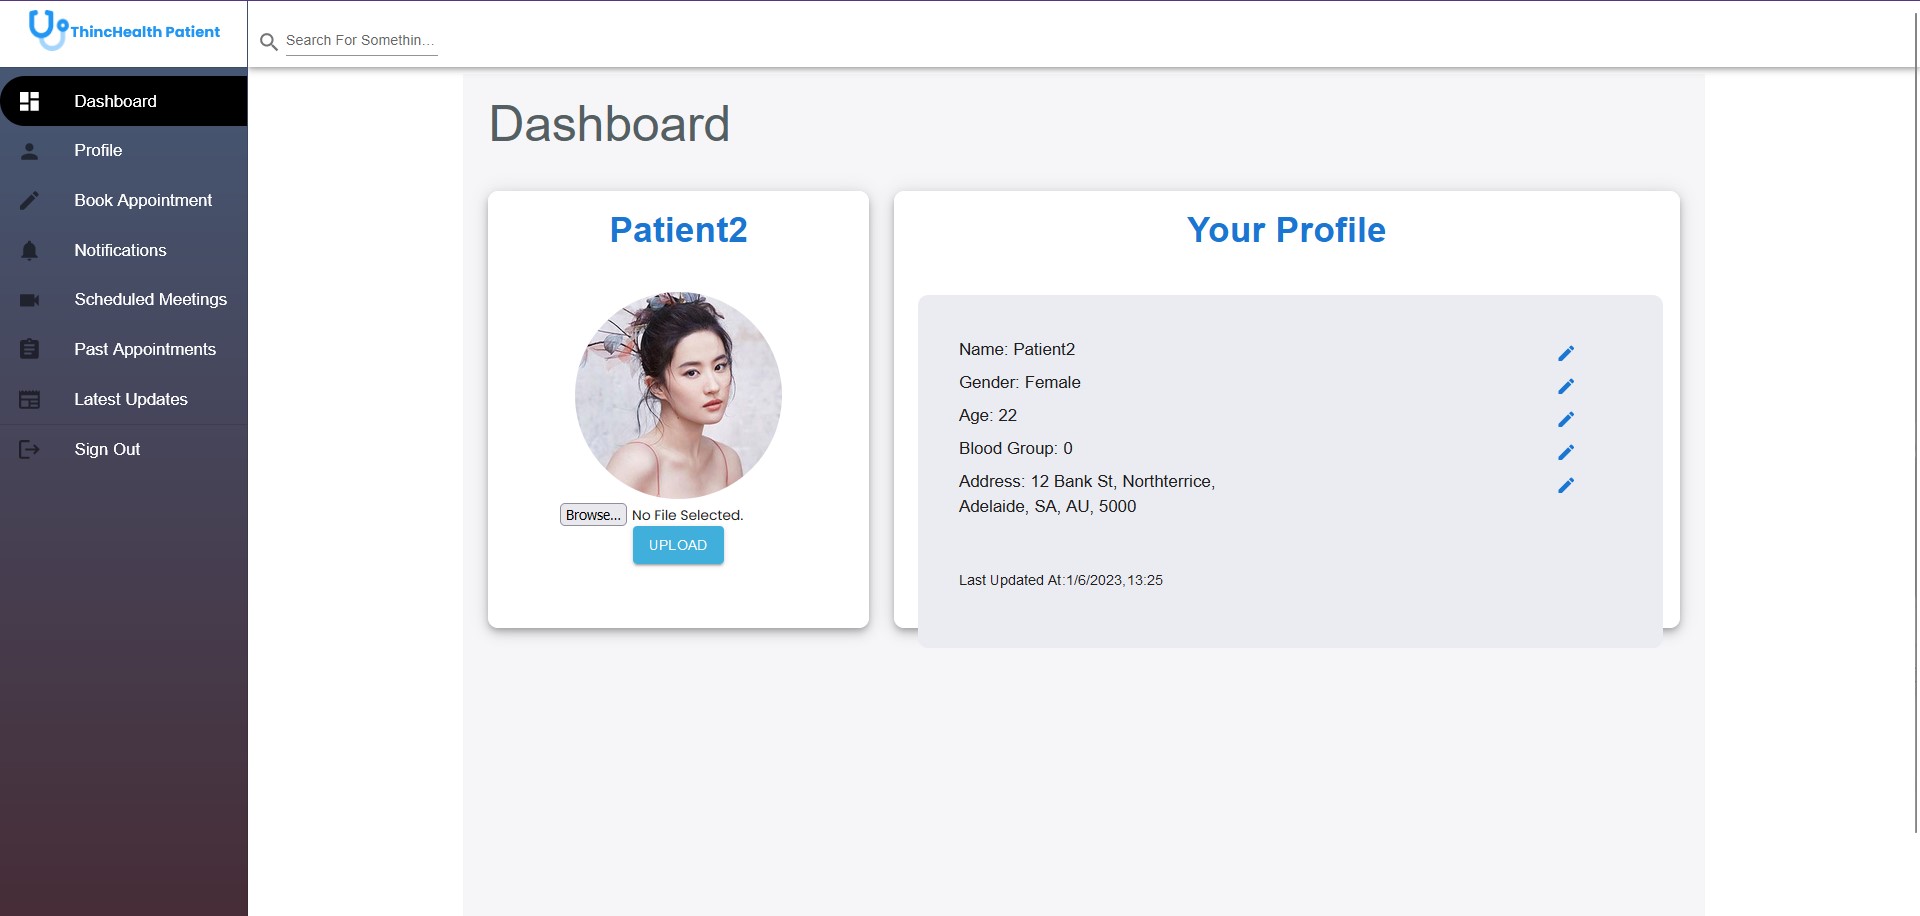 ThincHealth Patient
Search For Somethin...
Dashboard
Profile
Book Appointment
Notifications
Scheduled Meetings
Past Appointments
Latest Updates
Sign Out
Dashboard
Patient2
Browse... No File Selected.
UPLOAD
Your Profile
Name: Patient2
Gender: Female
Age: 22
Blood Group: 0
Address: 12 Bank St, Northterrice,
Adelaide, SA, AU, 5000
Last Updated At:1/6/2023,13:25